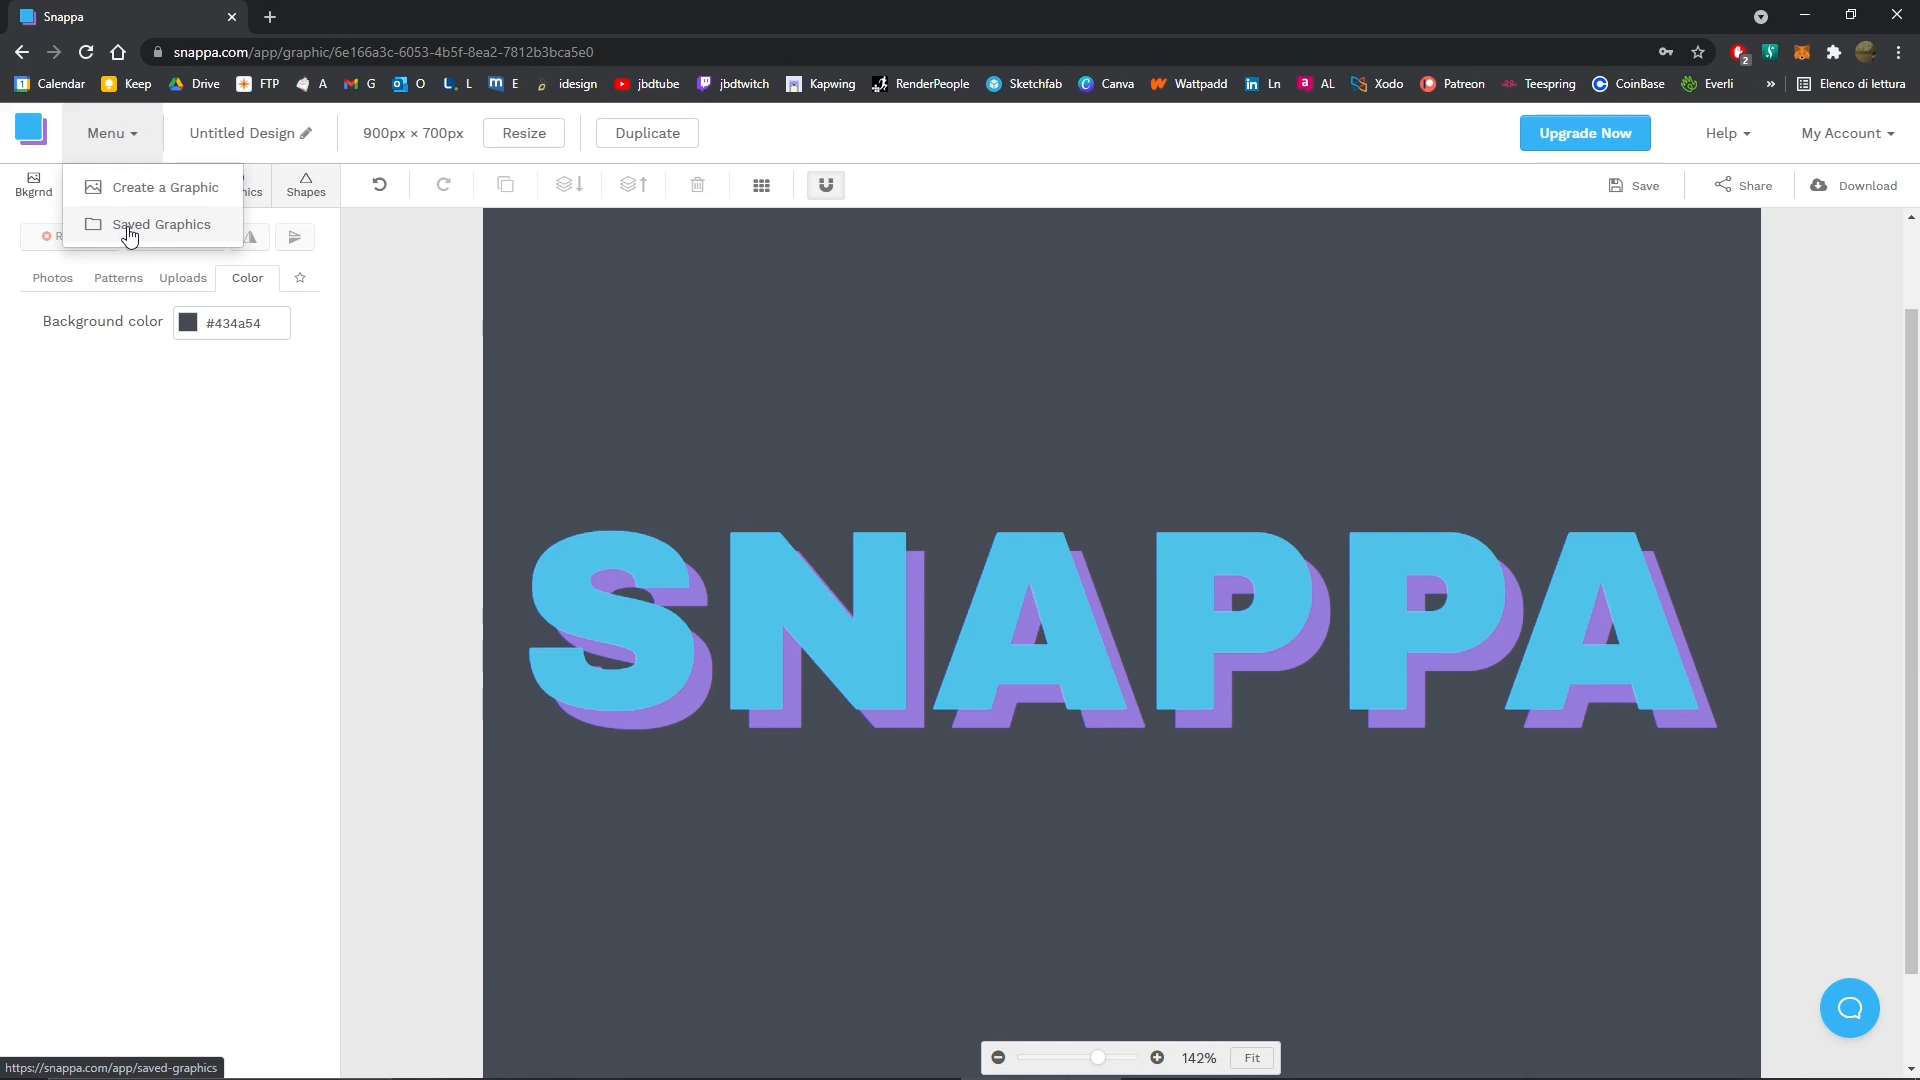 Snappa
snappa.com/app/graphic/6e166a3c-6053-4b5f-8ea2-7812b3bca5e0
2
Calendar Keep Drive FTP A G O L E idesign jbdtube jbdtwitch Kapwing RenderPeople Sketchfab Canva Wattpadd Ln AL Xodo Patreon Teespring CoinBase Everli » Elenco di lettura
Menu Untitled Design 900px × 700px Resize Duplicate Upgrade Now Help My Account
Bkgrnd Shapes Save Share Download
Create a Graphic
Saved Graphics
Photos Patterns Uploads Color
Background color #434a54
SNAPPA
142% Fit
https://snappa.com/app/saved-graphics